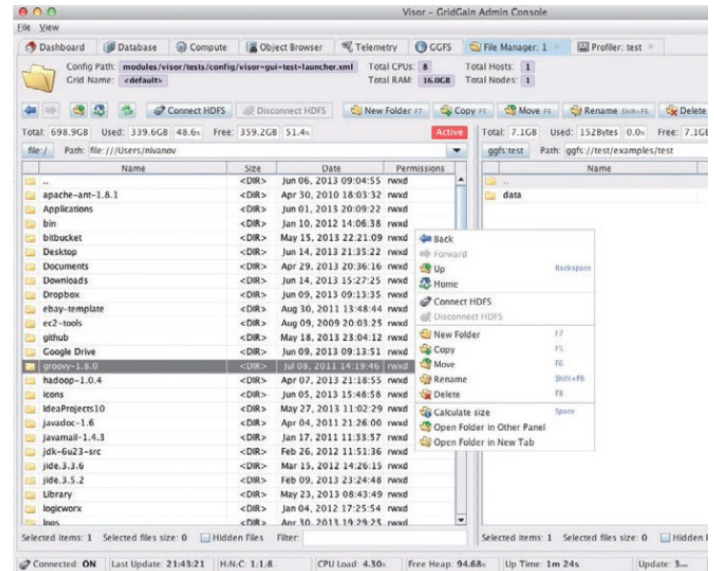 Visor – GridGain Admin Console
File View
Dashboard Database Compute Object Browser Telemetry GGFS File Manager: 1 Profiler: test
Config Path: modules/visor/tests/config/visor-gui-test-launcher.xml Total CPUs: 8 Total Hosts: 1
Grid Name: <default> Total RAM: 16.0GB Total Nodes: 1
Connect HDFS Disconnect HDFS New Folder F7 Copy F5 Move F6 Rename Shift+F6 Delete
Total: 698.9GB Used: 339.6GB 48.6% Free: 359.2GB 51.4% Active Total: 7.1GB Used: 1528ytes 0.0% Free: 7.1GB
file:/ Path: file:///Users/nivanov ggfs:test Path: ggfs://test/examples/test
Name Size Date Permissions Name
.. <DIR> Jun 06, 2013 09:04:55 rwxd ..
apache-ant-1.8.1 <DIR> Apr 30, 2010 18:03:32 rwxd data
Applications <DIR> Jun 01, 2013 20:09:22 rwxd
bin <DIR> Jan 10, 2012 14:06:38 rwxd
bitbucket <DIR> May 15, 2013 22:21:09 rwxd Back
Desktop <DIR> Jun 14, 2013 21:35:22 rwxd Forward
Documents <DIR> Apr 29, 2013 20:36:16 rwxd Up Backspace
Downloads <DIR> Jun 14, 2013 15:27:25 rwxd Home
Dropbox <DIR> Jun 09, 2013 09:13:35 rwxd Connect HDFS
ebay-template <DIR> Aug 30, 2011 13:48:44 rwxd Disconnect HDFS
ec2-tools <DIR> Aug 09, 2009 20:03:25 rwxd
github <DIR> May 18, 2013 23:04:12 rwxd New Folder F7
Google Drive <DIR> Jun 09, 2013 09:13:51 rwxd Copy F5
groovy-1.8.0 <DIR> Jul 08, 2011 14:19:46 rwxd Move F6
hadoop-1.0.4 <DIR> Apr 07, 2013 21:18:55 rwxd Rename Shift+F6
icons <DIR> Jun 05, 2013 15:48:58 rwxd Delete F8
IdeaProjects10 <DIR> May 27, 2013 11:02:29 rwxd Calculate size Space
javadoc-1.6 <DIR> Apr 04, 2011 21:26:00 rwxd Open Folder in Other Panel
javamail-1.4.3 <DIR> Jan 17, 2011 11:33:57 rwxd Open Folder in New Tab
jdk-6u23-src <DIR> Feb 26, 2012 11:51:36 rwxd
jide.3.3.6 <DIR> Mar 15, 2012 14:26:15 rwxd
jide.3.5.2 <DIR> Feb 09, 2013 23:24:48 rwxd
Library <DIR> May 23, 2013 08:43:49 rwxd
logicworx <DIR> Jan 04, 2012 17:25:54 rwxd
logs <DIR> Apr 30, 2013 19:29:25 rwxd
Selected items: 1 Selected files size: 0 Hidden Files Filter: Selected items: 1 Selected files size: 0 Hidden
Connected: ON Last Update: 21:43:21 H/N/C: 1/1/8 CPU Load: 4.30% Free Heap: 94.68% Up Time: 1m 24s Update: 3...